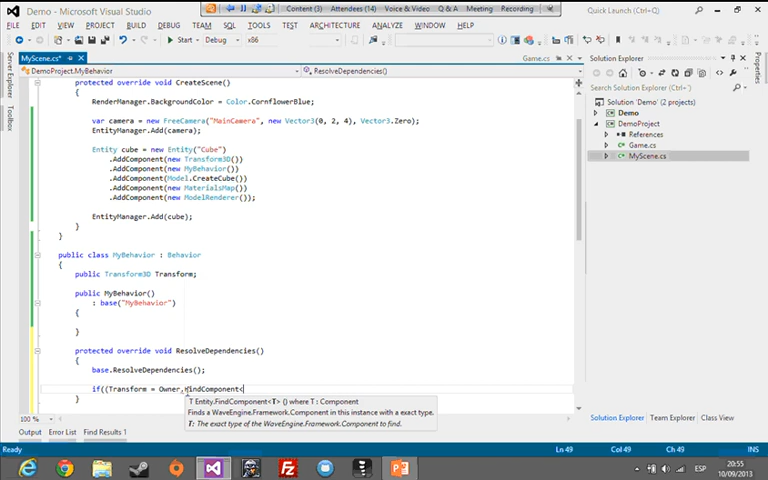 Demo - Microsoft Visual Studio
Content (3) Attendees (14) Voice & Video Q & A Meeting Recording
Quick Launch (Ctrl+Q)
FILE EDIT VIEW PROJECT BUILD DEBUG TEAM SQL TOOLS TEST ARCHITECTURE ANALYZE WINDOW HELP
Start Debug x86
MyScene.cs* Game.cs
Solution Explorer
DemoProject.MyBehavior ResolveDependencies()
Server Explorer
Toolbox
Properties
Search Solution Explorer (Ctrl+')
Solution 'Demo' (2 projects)
Demo
DemoProject
References
Game.cs
MyScene.cs
protected override void CreateScene()
{
RenderManager.BackgroundColor = Color.CornflowerBlue;
var camera = new FreeCamera("MainCamera", new Vector3(0, 2, 4), Vector3.Zero);
EntityManager.Add(camera);
Entity cube = new Entity("Cube")
.AddComponent(new Transform3D())
.AddComponent(new MyBehavior())
.AddComponent(Model.CreateCube())
.AddComponent(new MaterialsMap())
.AddComponent(new ModelRenderer());
EntityManager.Add(cube);
}
}
public class MyBehavior : Behavior
{
public Transform3D Transform;
public MyBehavior()
: base("MyBehavior")
{
}
protected override void ResolveDependencies()
{
base.ResolveDependencies();
if((Transform = Owner.FindComponent<
}
T Entity.FindComponent<T> () where T : Component
Finds a WaveEngine.Framework.Component in this instance with a exact type.
T: The exact type of the WaveEngine.Framework.Component to find.
100 %
Solution Explorer Team Explorer Class View
Output Error List Find Results 1
Ready Ln 49 Col 49 Ch 49 INS
ESP
20:55
10/09/2013